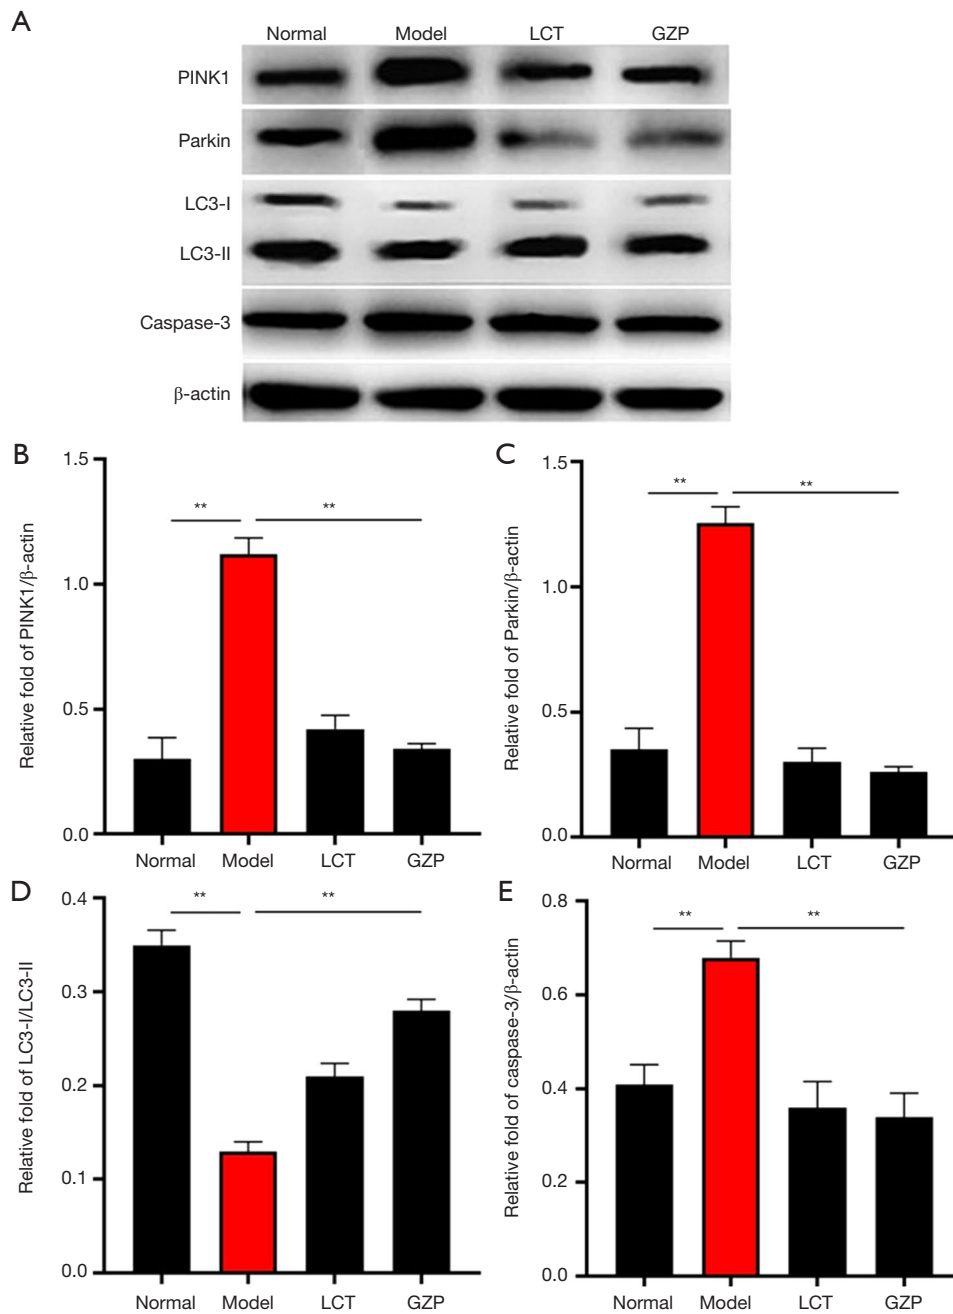 A
Normal Model LCT GZP
PINK1
Parkin
LC3-I
LC3-II
Caspase-3
β-actin
B
Relative fold of PINK1/β-actin
1.5
1.0
0.5
0.0
** **
Normal Model LCT GZP
C
Relative fold of Parkin/β-actin
1.5
1.0
0.5
0.0
** **
Normal Model LCT GZP
D
Relative fold of LC3-I/LC3-II
0.4
0.3
0.2
0.1
0.0
** **
Normal Model LCT GZP
E
Relative fold of caspase-3/β-actin
0.8
0.6
0.4
0.2
0.0
** **
Normal Model LCT GZP